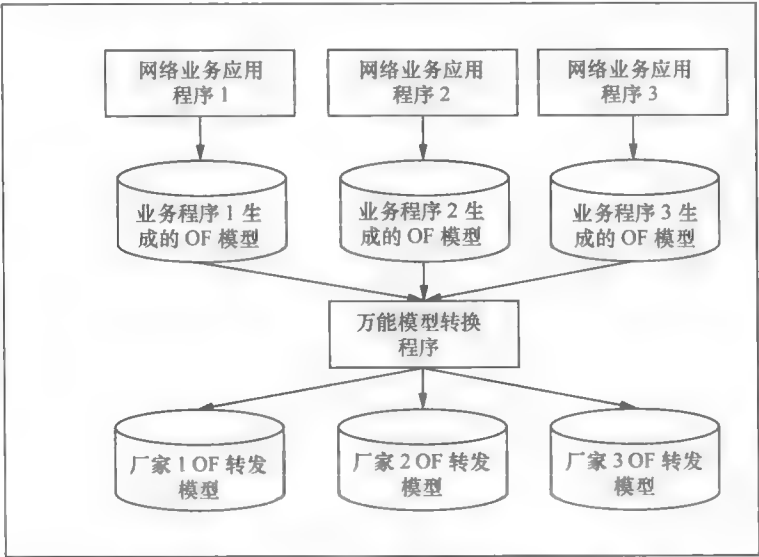 网络业务应用
程序 1
网络业务应用
程序 2
网络业务应用
程序 3
业务程序 1 生
成的 OF 模型
业务程序 2 生
成的 OF 模型
业务程序 3 生
成的 OF 模型
万能模型转换
程序
厂家 1 OF 转发
模型
厂家 2 OF 转发
模型
厂家 3 OF 转发
模型